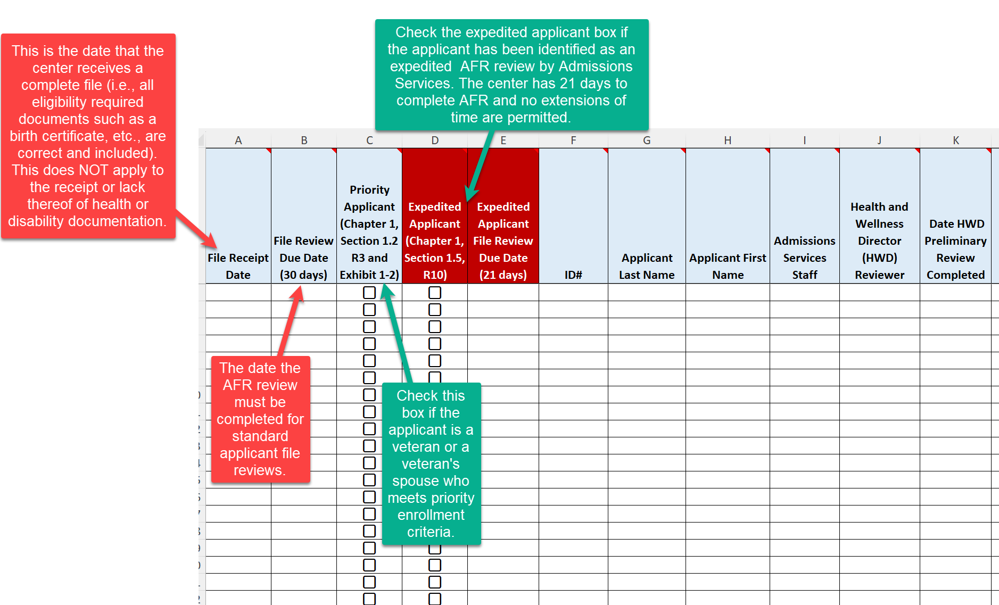 Check the expedited applicant box if
the applicant has been identified as an
expedited  AFR review by Admissions
Services. The center has 21 days to
complete AFR and no extensions of
time are permitted.
This is the date that the
center receives a
complete file (i.e., all
eligibility required
documents such as a
birth certificate, etc., are
correct and included).
This does NOT apply to
the receipt or lack
thereof of health or
disability documentation.
A B C D E F G H I J K
File Receipt
Date
File Review
Due Date
(30 days)
Priority
Applicant
(Chapter 1,
Section 1.2
R3 and
Exhibit 1-2)
Expedited
Applicant
(Chapter 1,
Section 1.5,
R10)
Expedited
Applicant
File Review
Due Date
(21 days)
ID#
Applicant
Last Name
Applicant First
Name
Admissions
Services
Staff
Health and
Wellness
Director
(HWD)
Reviewer
Date HWD
Preliminary
Review
Completed
The date the
AFR review
must be
completed for
standard
applicant file
reviews.
Check this
box if the
applicant is a
veteran or a
veteran's
spouse who
meets priority
enrollment
criteria.